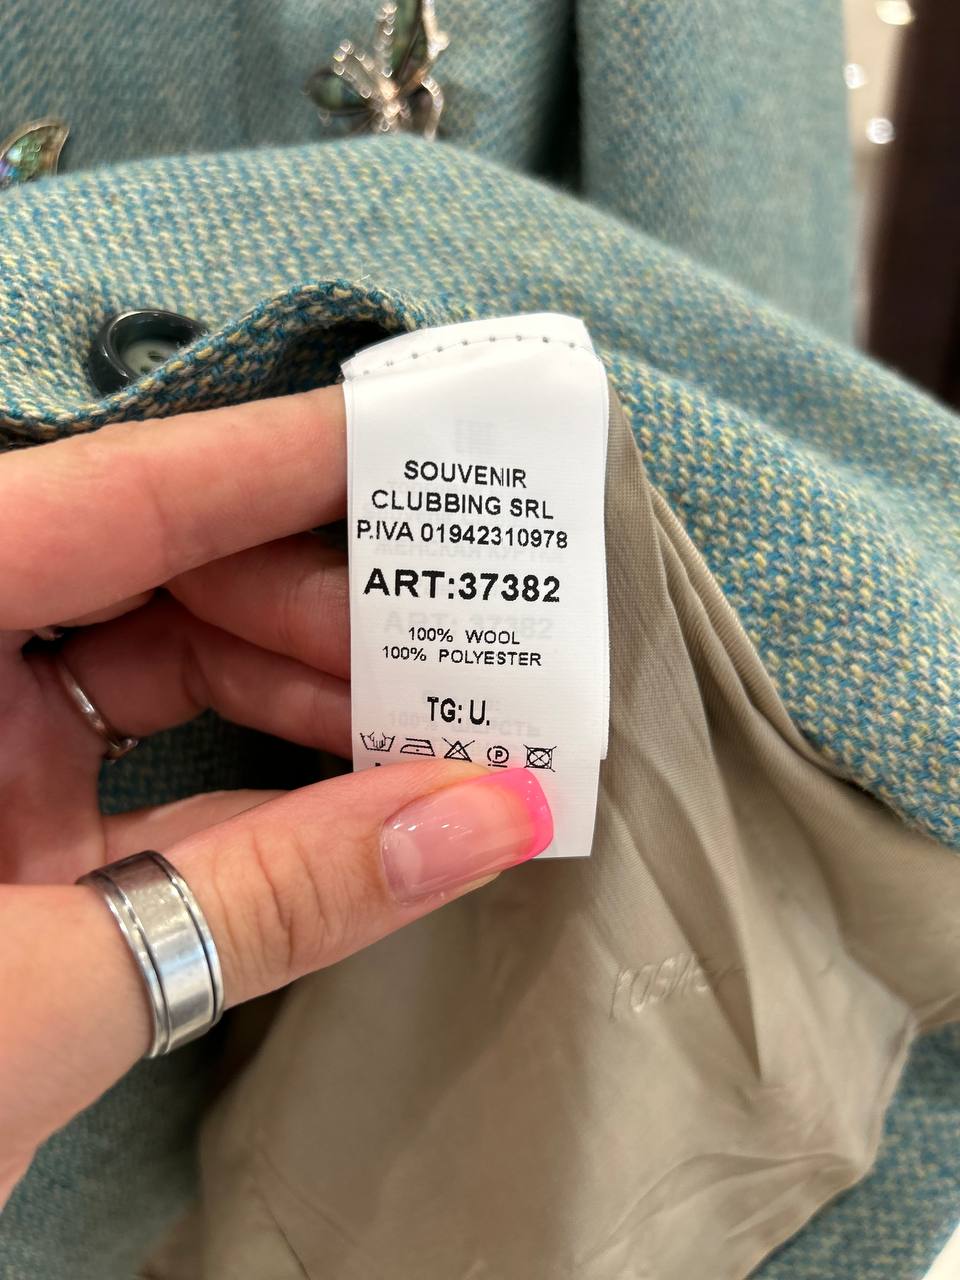 SOUVENIR
CLUBBING SRL
P.IVA 01942310978
ART:37382
100% WOOL
100% POLYESTER
TG: U.
P